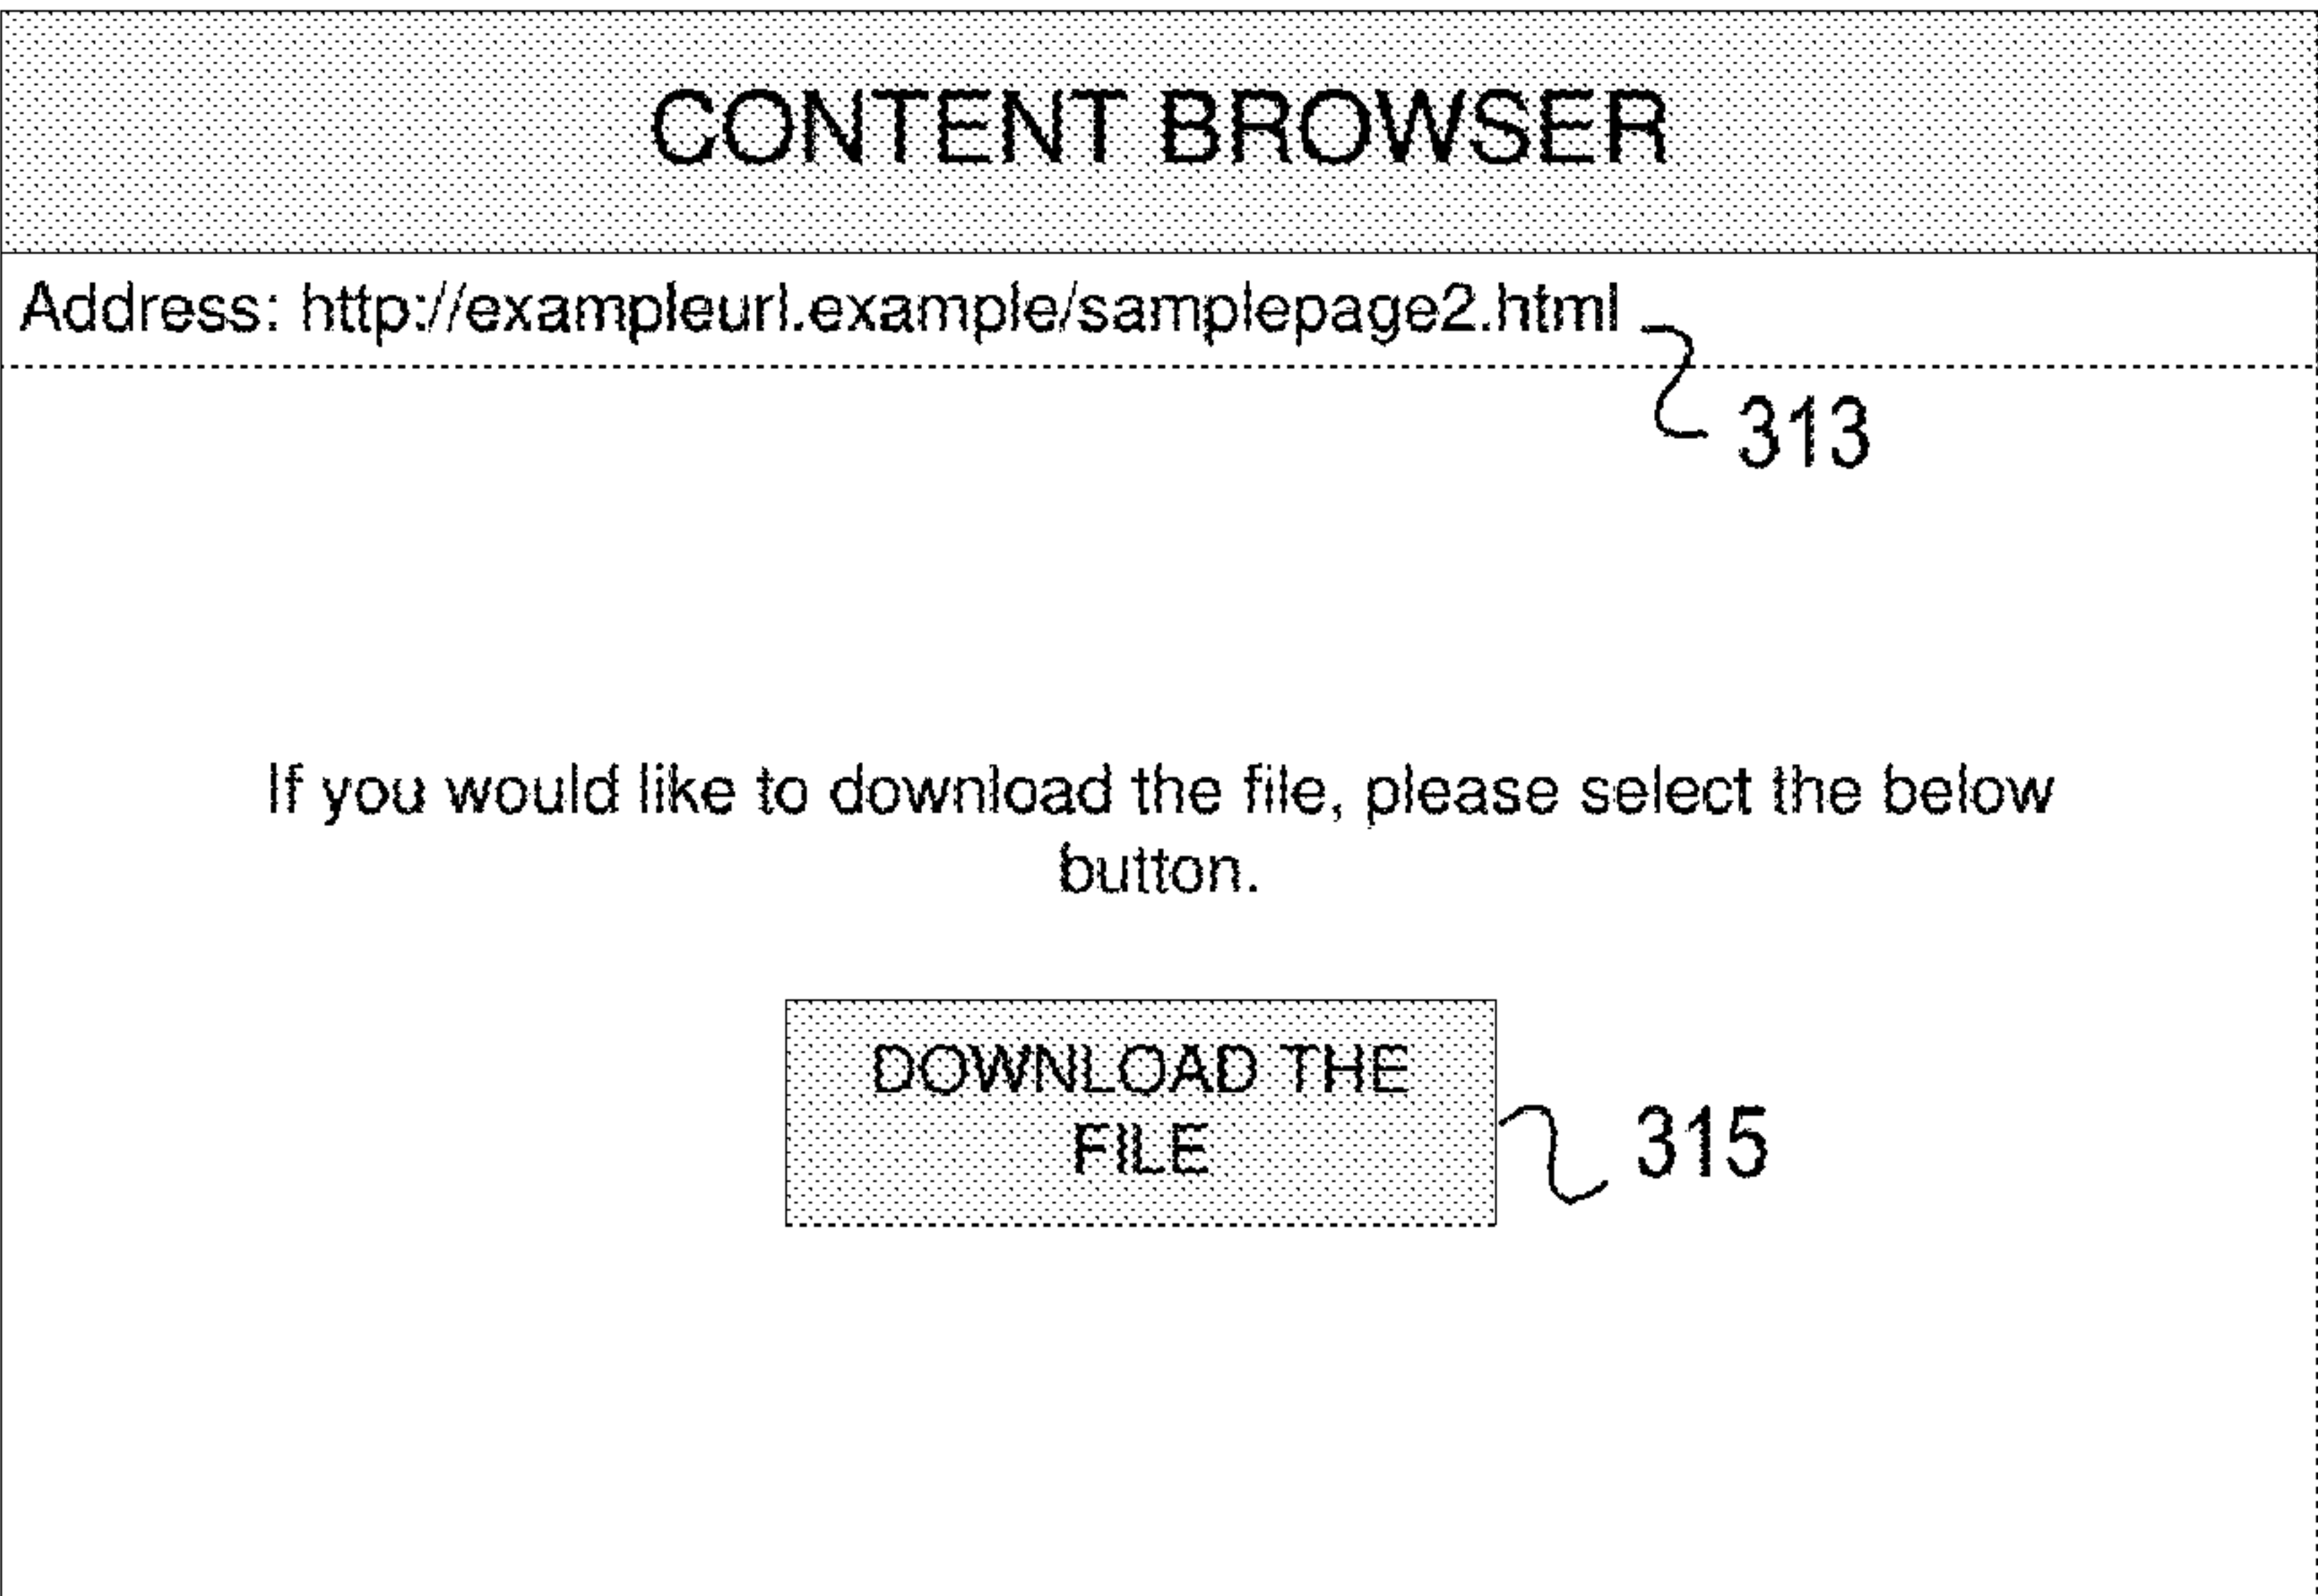 CONTENT BROWSER
Address: http://exampleurl.example/samplepage2.html
313
If you would like to download the file, please select the below
button.
DOWNLOAD THE
FILE
315